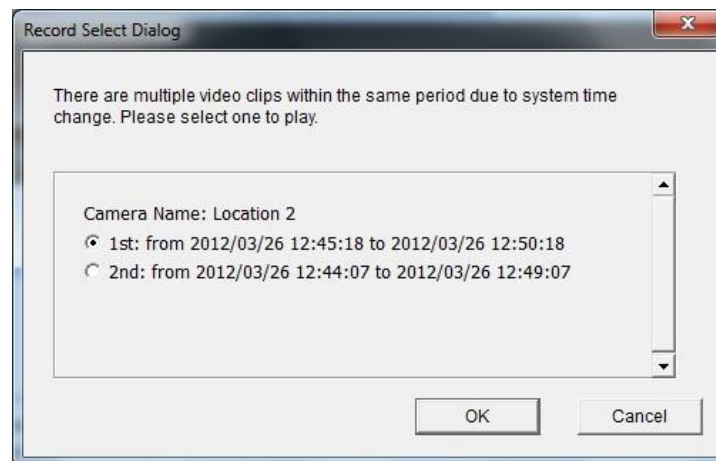 Record Select Dialog
There are multiple video clips within the same period due to system time
change. Please select one to play.
Camera Name: Location 2
1st: from 2012/03/26 12:45:18 to 2012/03/26 12:50:18
2nd: from 2012/03/26 12:44:07 to 2012/03/26 12:49:07
OK Cancel